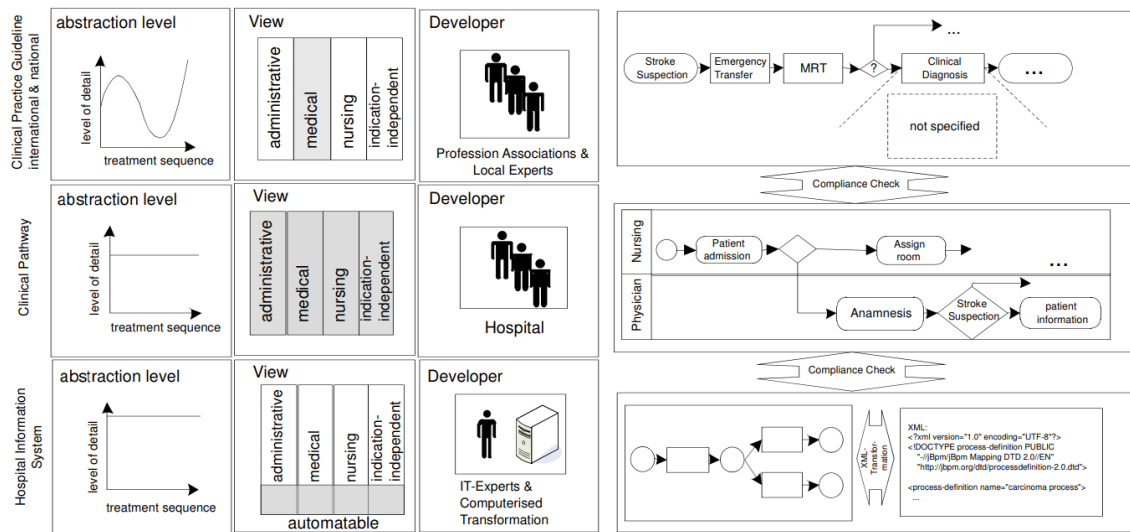 Clinical Practice Guideline
international & national
abstraction level
level of detail
treatment sequence
View
administrative
medical
nursing
indication-
independent
Developer
Profession Associations &
Local Experts
Stroke
Suspection
Emergency
Transfer
MRT
?
...
Clinical
Diagnosis
...
not specified
Compliance Check
Clinical Pathway
abstraction level
level of detail
treatment sequence
View
administrative
medical
nursing
indication-
independent
Developer
Hospital
Nursing
Patient
admission
Assign
room
...
Physician
Anamnesis
Stroke
Suspection
patient
information
Compliance Check
Hospital Information
System
abstraction level
level of detail
treatment sequence
View
administrative
medical
nursing
indication-
independent
automatable
Developer
IT-Experts &
Computerised
Transformation
XML-
Transfor-
mation
XML:
<?xml version="1.0" encoding="UTF-8"?>
<!DOCTYPE process-definition PUBLIC
"-//jBpm/jBpm Mapping DTD 2.0//EN"
"http://jbpm.org/dtd/processdefinition-2.0.dtd">
<process-definition name="carcinoma process">
...